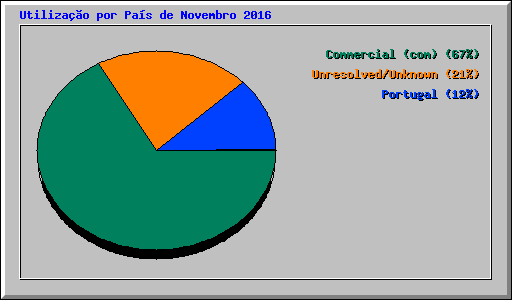 Utilização por País de Novembro 2016
Commercial (com) (67%)
Unresolved/Unknown (21%)
Portugal (12%)